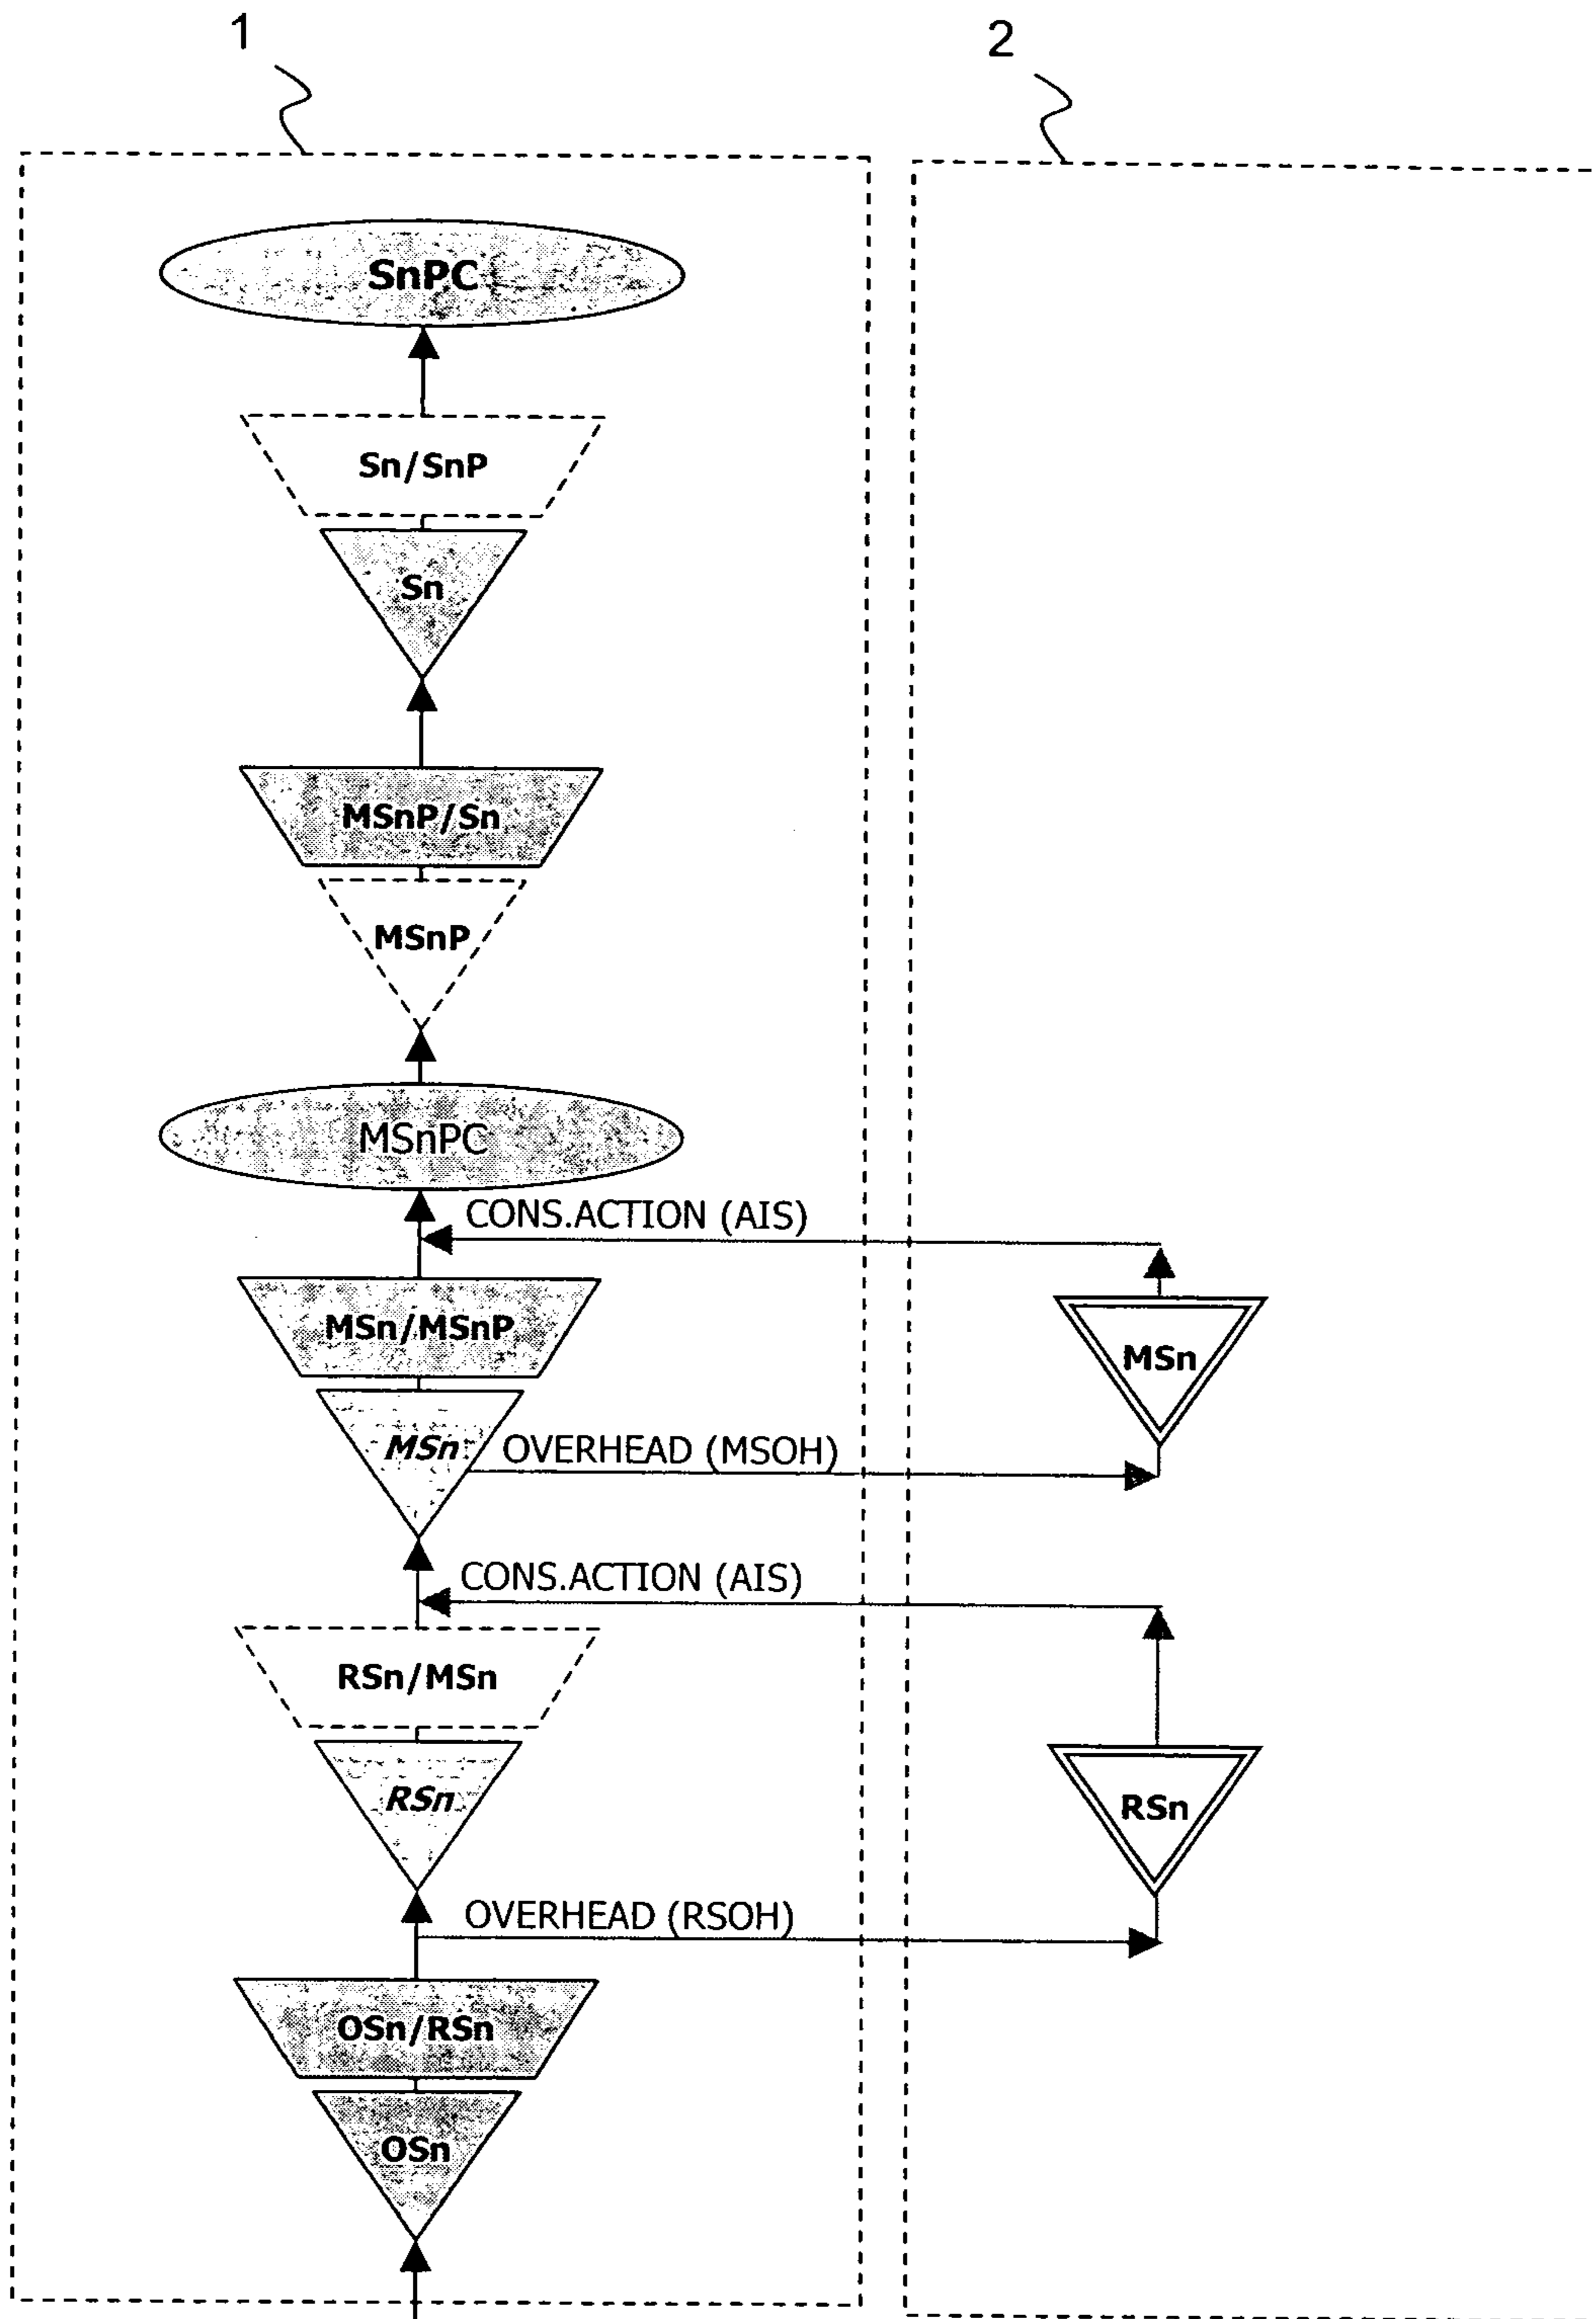 1
2
SnPC
Sn/SnP
Sn
MSnP/Sn
MSnP
MSnPC
CONS.ACTION (AIS)
MSn/MSnP
MSn
MSn
OVERHEAD (MSOH)
CONS.ACTION (AIS)
RSn/MSn
RSn
RSn
OVERHEAD (RSOH)
OSn/RSn
OSn